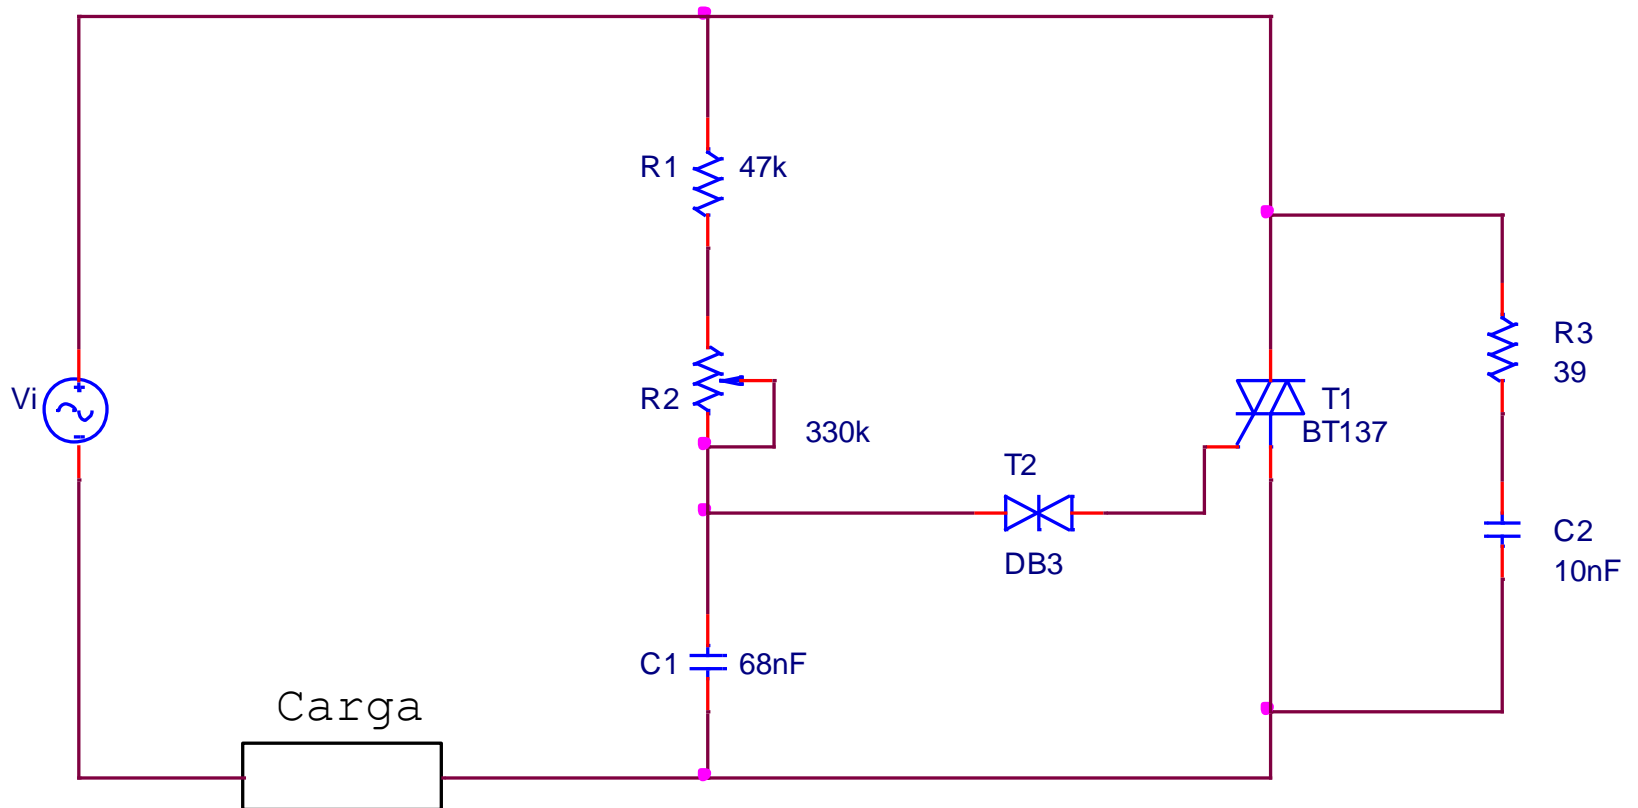 R1 47k
Vi
R2
330k
T2
DB3
T1
BT137
R3
39
C2
10nF
C1 68nF
Carga